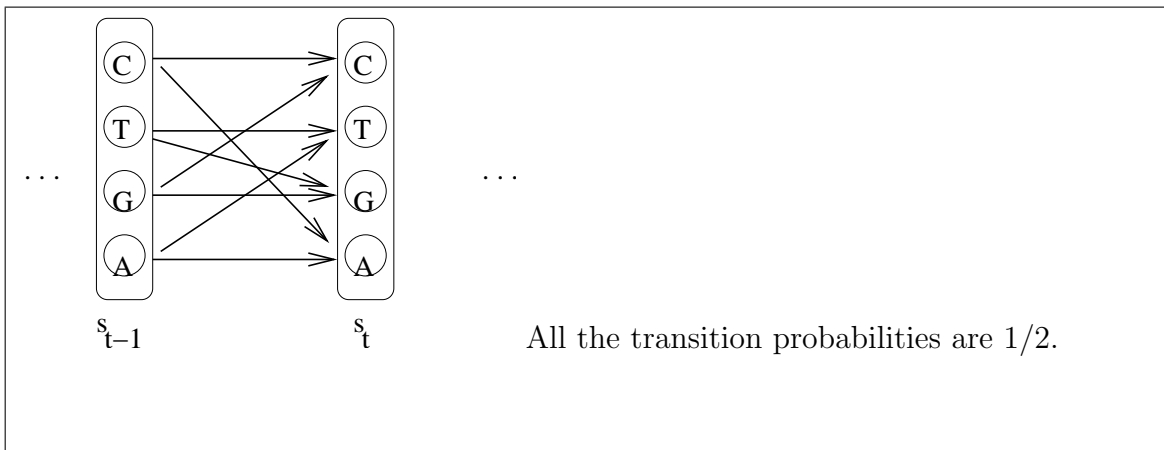 C C
T T
... G G ...
A A
s t−1 s t
All the transition probabilities are 1/2.